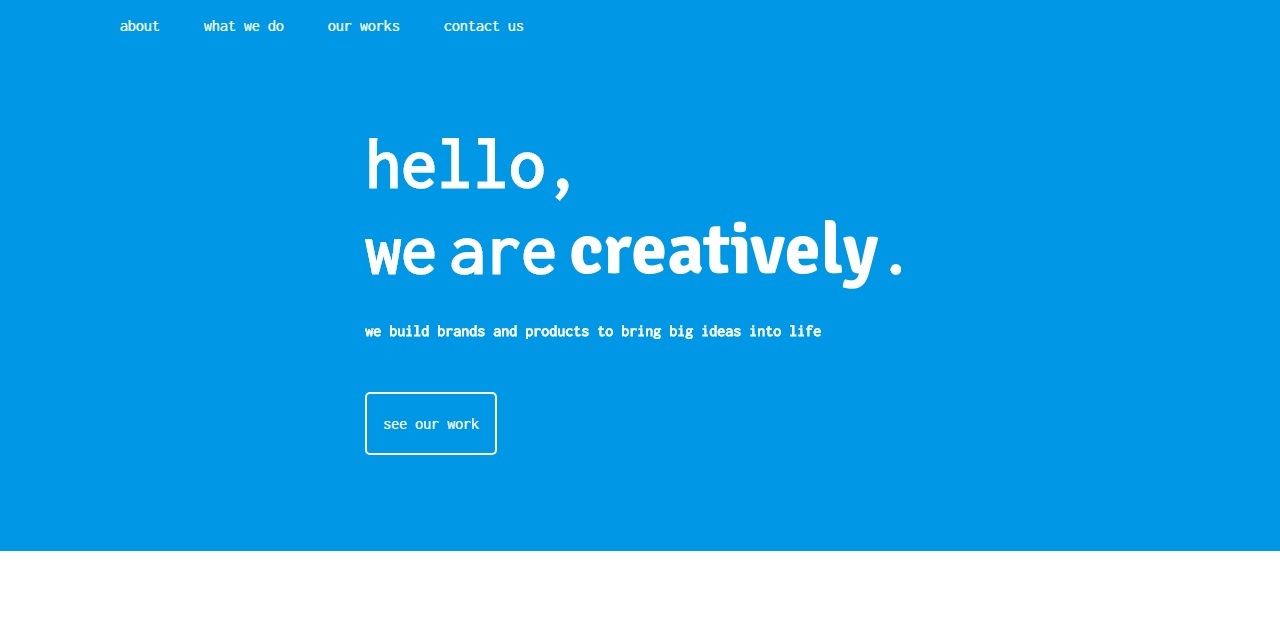 about what we do our works contact us
hello,
we are creatively.
we build brands and products to bring big ideas into life
see our work